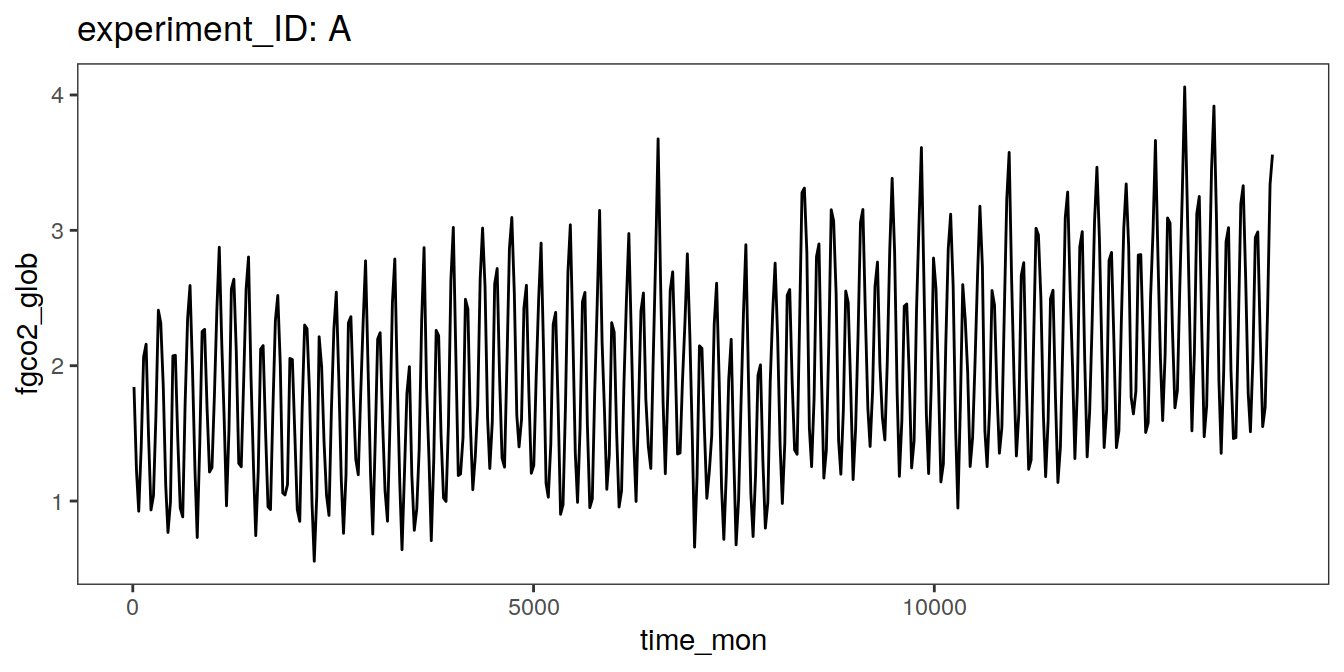 experiment_ID: A
4
3
2
1
fgco2_glob
0 5000 10000
time_mon